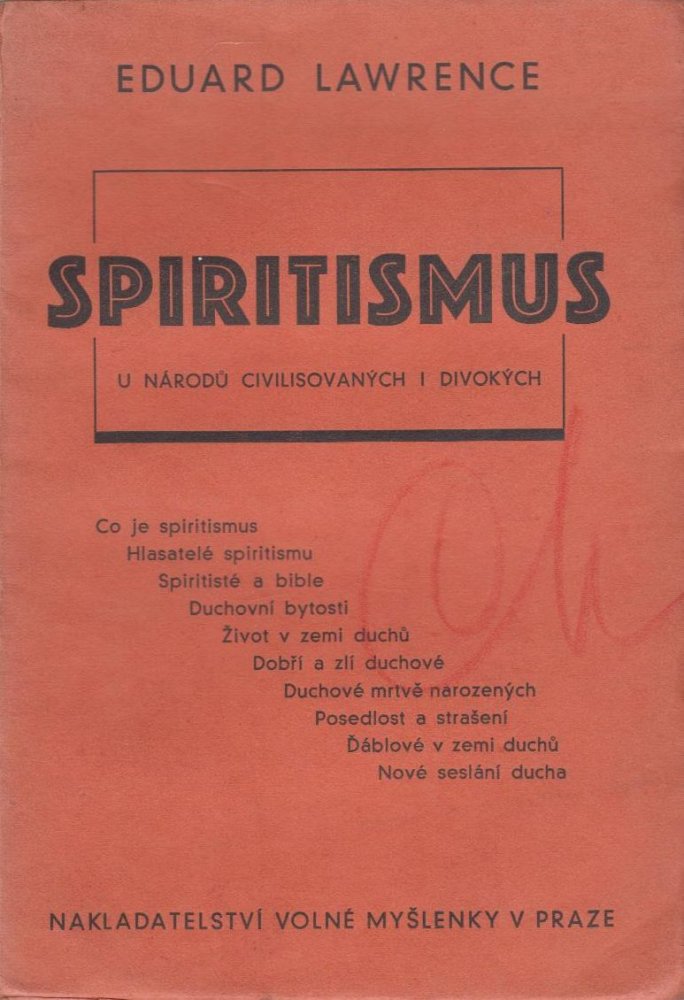 EDUARD LAWRENCE
SPIRITISMUS
U NÁRODŮ CIVILISOVANÝCH I DIVOKÝCH
Co je spiritismus
Hlasatelé spiritismu
Spiritisté a bible
Duchovní bytosti
Život v zemi duchů
Dobří a zlí duchové
Duchové mrtvě narozených
Posedlost a strašení
Ďáblové v zemi duchů
Nové seslání ducha
NAKLADATELSTVÍ VOLNÉ MYŠLENKY V PRAZE